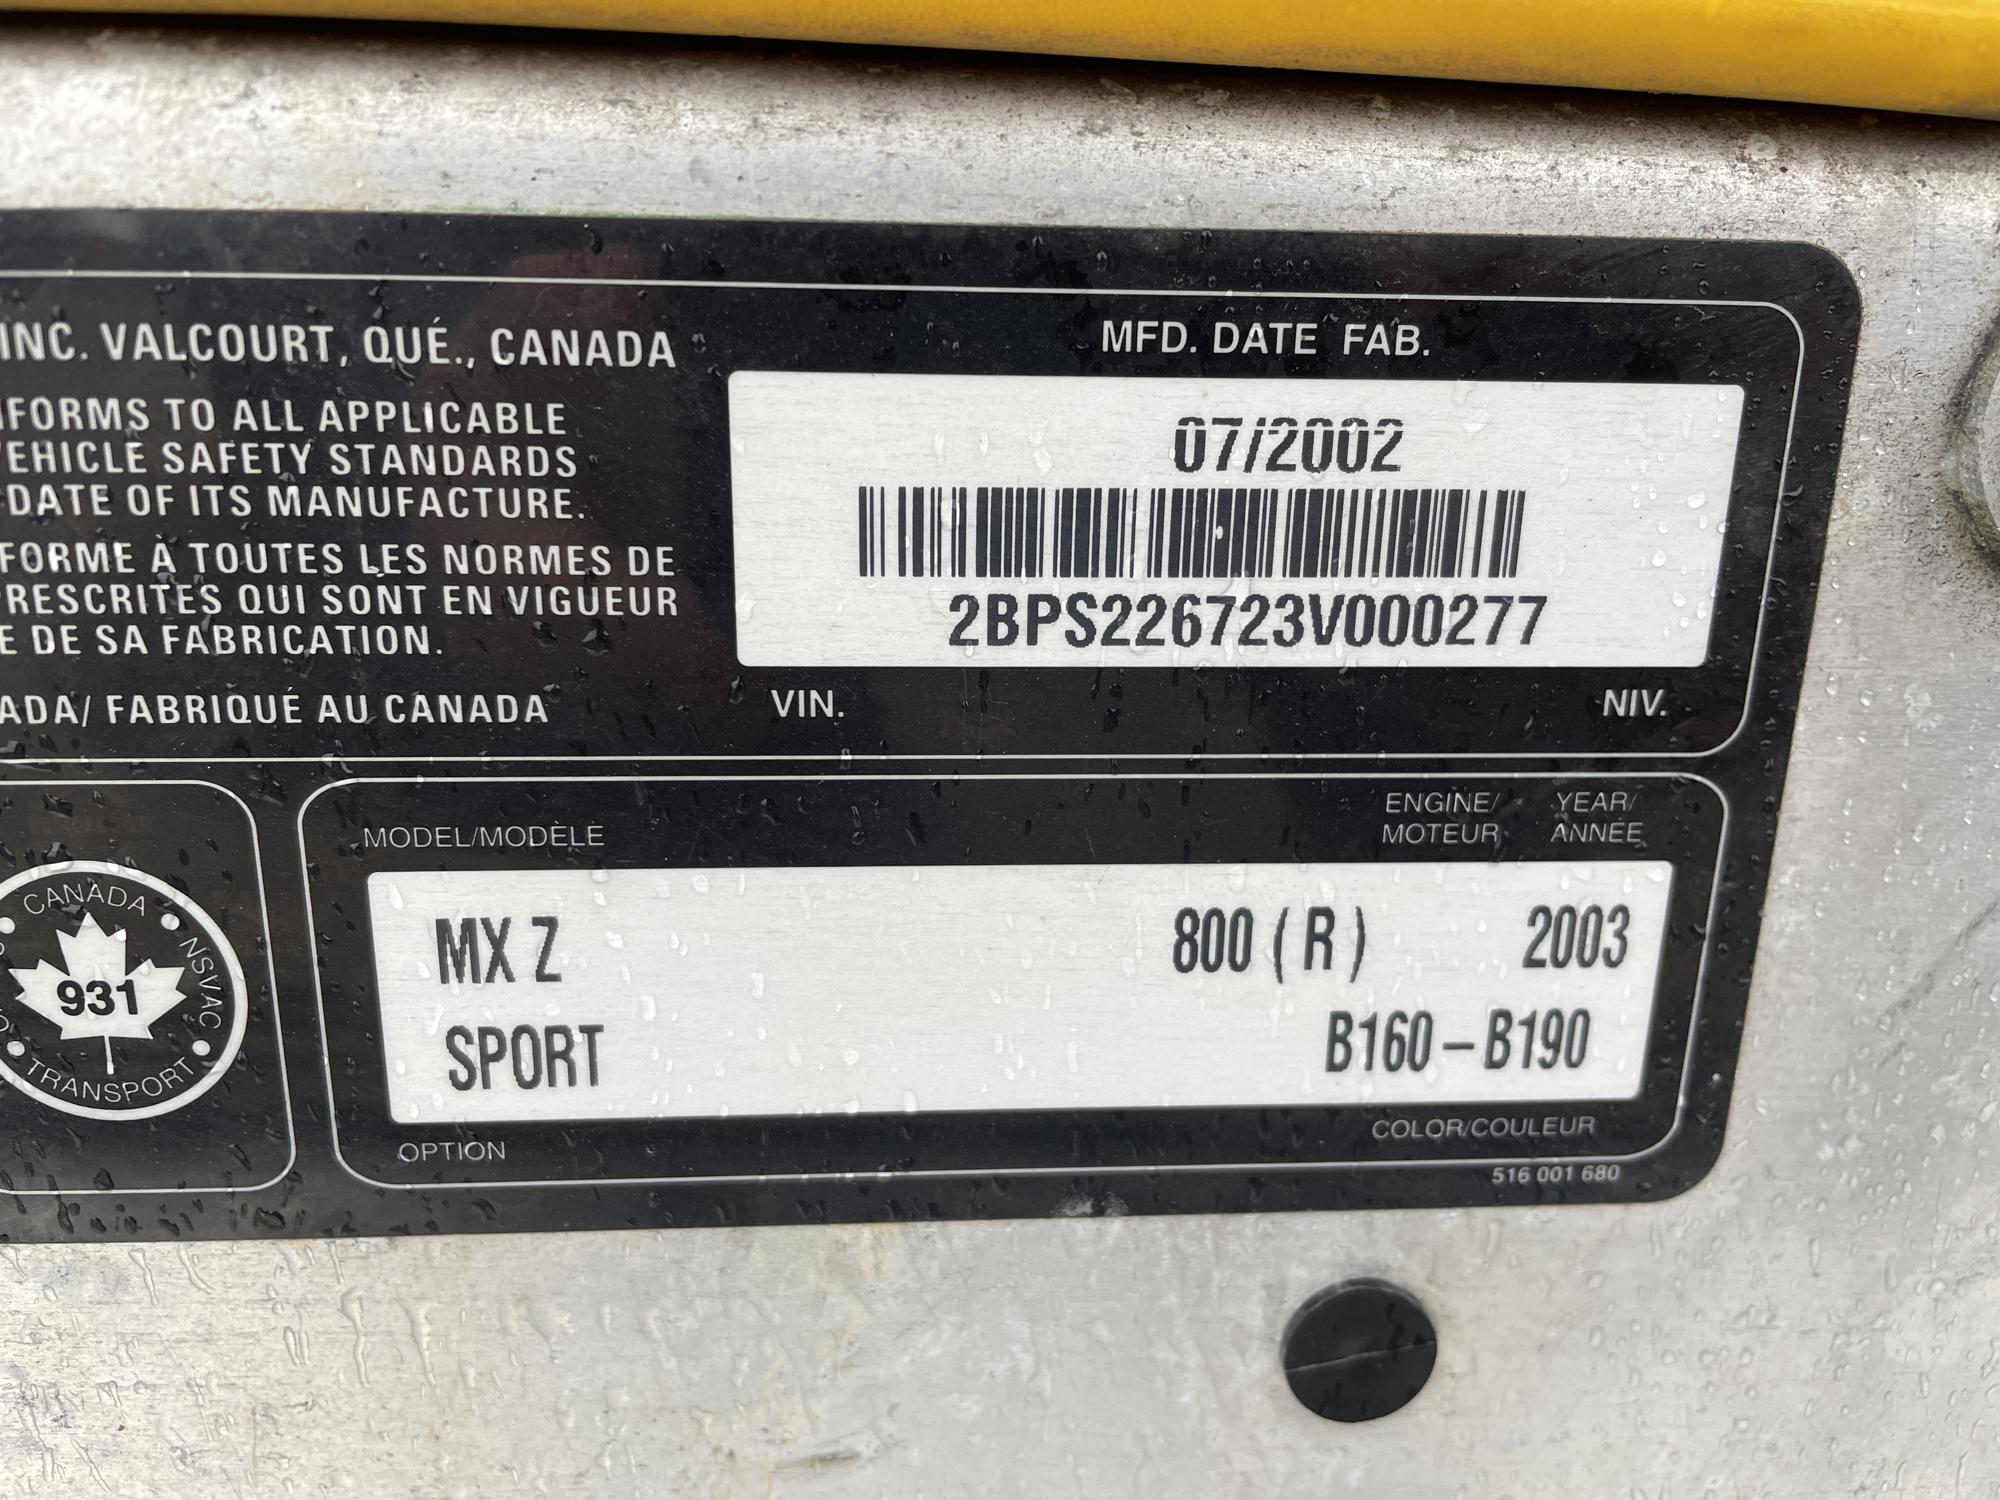 INC. VALCOURT, QUÉ., CANADA
FORMS TO ALL APPLICABLE
VEHICLE SAFETY STANDARDS
DATE OF ITS MANUFACTURE.
FORME À TOUTES LES NORMES DE
PRESCRITES QUI SONT EN VIGUEUR
E DE SA FABRICATION.
ADA/ FABRIQUÉ AU CANADA
MFD. DATE FAB.
07/2002
2BPS226723V000277
VIN. NIV.
CANADA
NSVAC
931
TRANSPORT
MODEL/MODÈLE ENGINE/ YEAR/
MOTEUR ANNÉE
MX Z 800 ( R ) 2003
SPORT B160-B190
OPTION COLOR/COULEUR
516 001 680